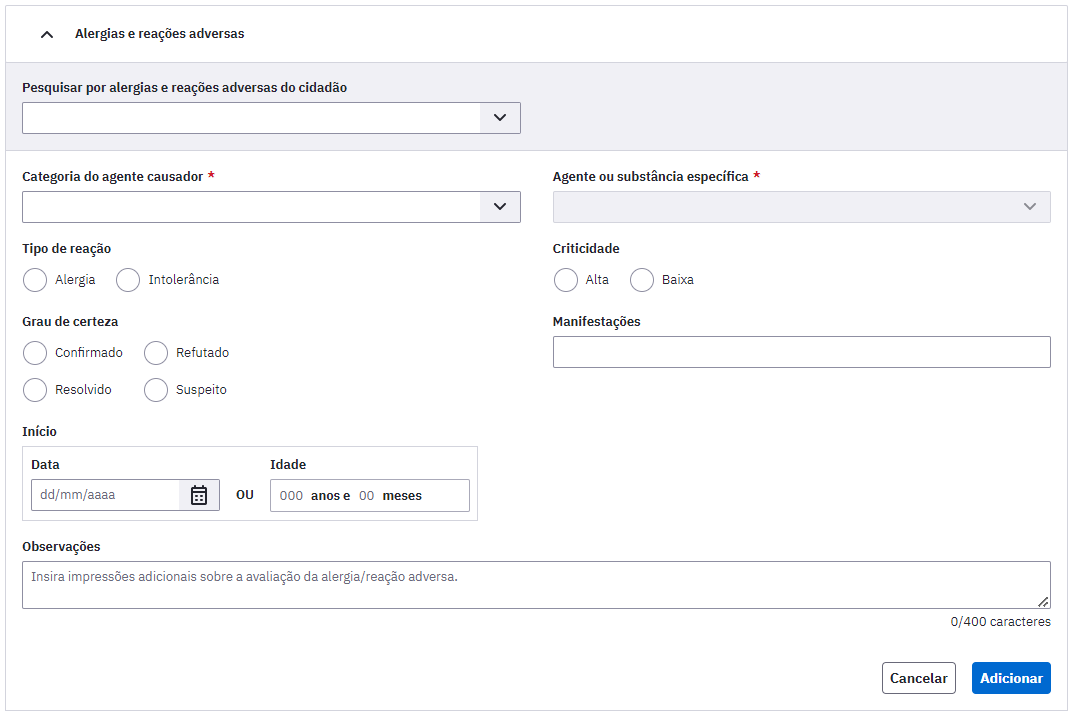 Alergias e reações adversas
Pesquisar por alergias e reações adversas do cidadão
Categoria do agente causador *
Agente ou substância específica *
Tipo de reação
Alergia
Intolerância
Criticidade
Alta
Baixa
Grau de certeza
Confirmado
Refutado
Resolvido
Suspeito
Manifestações
Início
Data
dd/mm/aaaa
OU
Idade
000 anos e 00 meses
Observações
Insira impressões adicionais sobre a avaliação da alergia/reação adversa.
0/400 caracteres
Cancelar
Adicionar